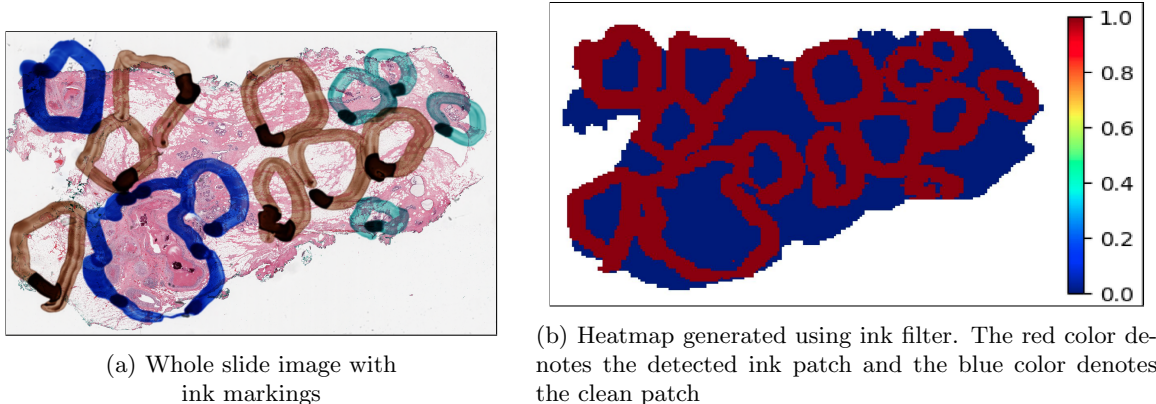 1.0
0.8
0.6
0.4
0.2
0.0
(a) Whole slide image with
ink markings
(b) Heatmap generated using ink filter. The red color de-
notes the detected ink patch and the blue color denotes
the clean patch